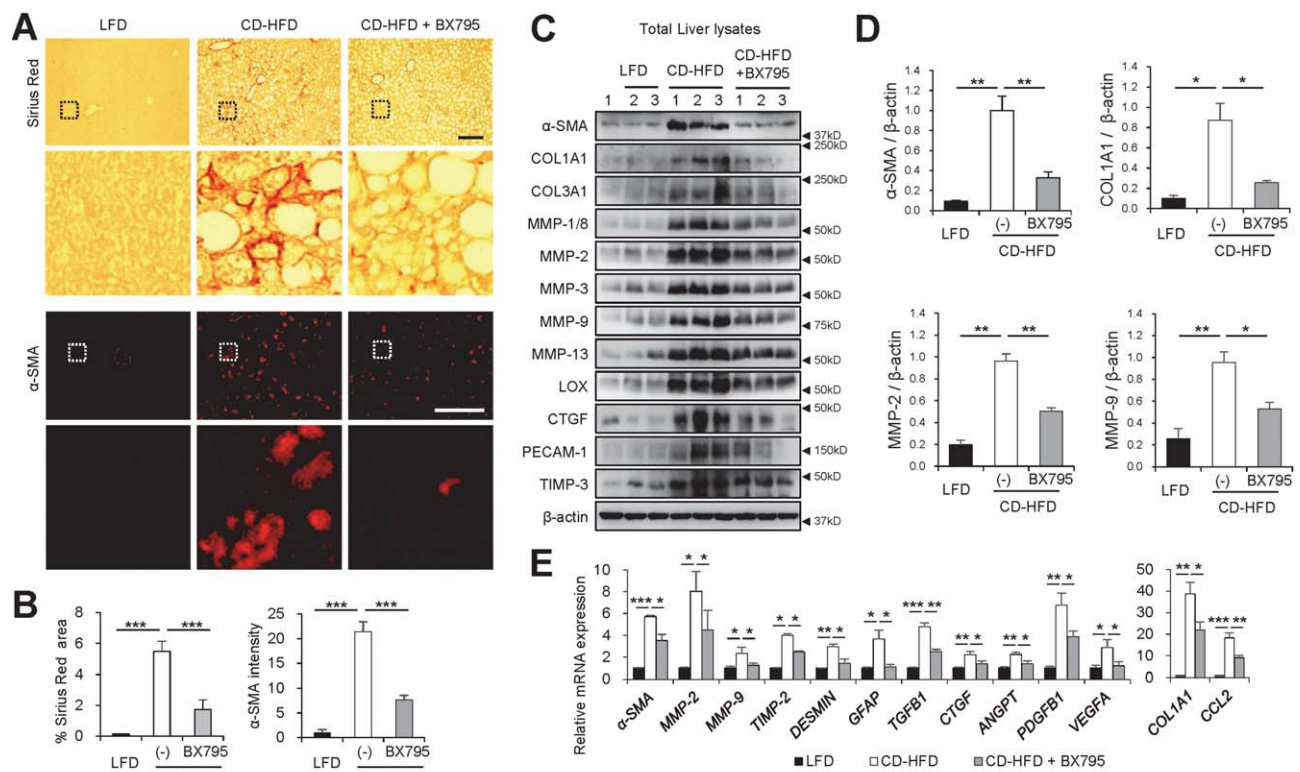 A
LFD
CD-HFD
CD-HFD + BX795
Sirius Red
α-SMA
B
% Sirius Red area
8
6
4
2
0
***
***
LFD
(-)
BX795
α-SMA intensity
25
20
15
10
5
0
***
***
LFD
(-)
BX795
C
Total Liver lysates
LFD
CD-HFD
CD-HFD
+BX795
1 2 3 1 2 3 1 2 3
α-SMA
37kD
250kD
COL1A1
COL3A1
250kD
MMP-1/8
50kD
MMP-2
50kD
MMP-3
50kD
MMP-9
75kD
MMP-13
50kD
LOX
50kD
CTGF
50kD
PECAM-1
150kD
TIMP-3
50kD
β-actin
37kD
D
α-SMA / β-actin
1.4
1.2
1.0
0.8
0.6
0.4
0.2
0.0
**
**
LFD
(-)
BX795
CD-HFD
COL1A1 / β-actin
1.4
1.2
1.0
0.8
0.6
0.4
0.2
0.0
*
*
LFD
(-)
BX795
CD-HFD
MMP-2 / β-actin
1.4
1.2
1.0
0.8
0.6
0.4
0.2
0.0
**
**
LFD
(-)
BX795
CD-HFD
MMP-9 / β-actin
1.4
1.2
1.0
0.8
0.6
0.4
0.2
0.0
**
*
LFD
(-)
BX795
CD-HFD
E
Relative mRNA expression
10
8
6
4
2
0
*** *
* *
* *
* *
** *
* *
*** **
** *
* *
** *
* *
α-SMA
MMP-2
MMP-9
TIMP-2
DESMIN
GFAP
TGFB1
CTGF
ANGPT
PDGFB1
VEGFA
50
40
30
20
10
0
** *
*** **
COL1A1
CCL2
LFD
CD-HFD
CD-HFD + BX795